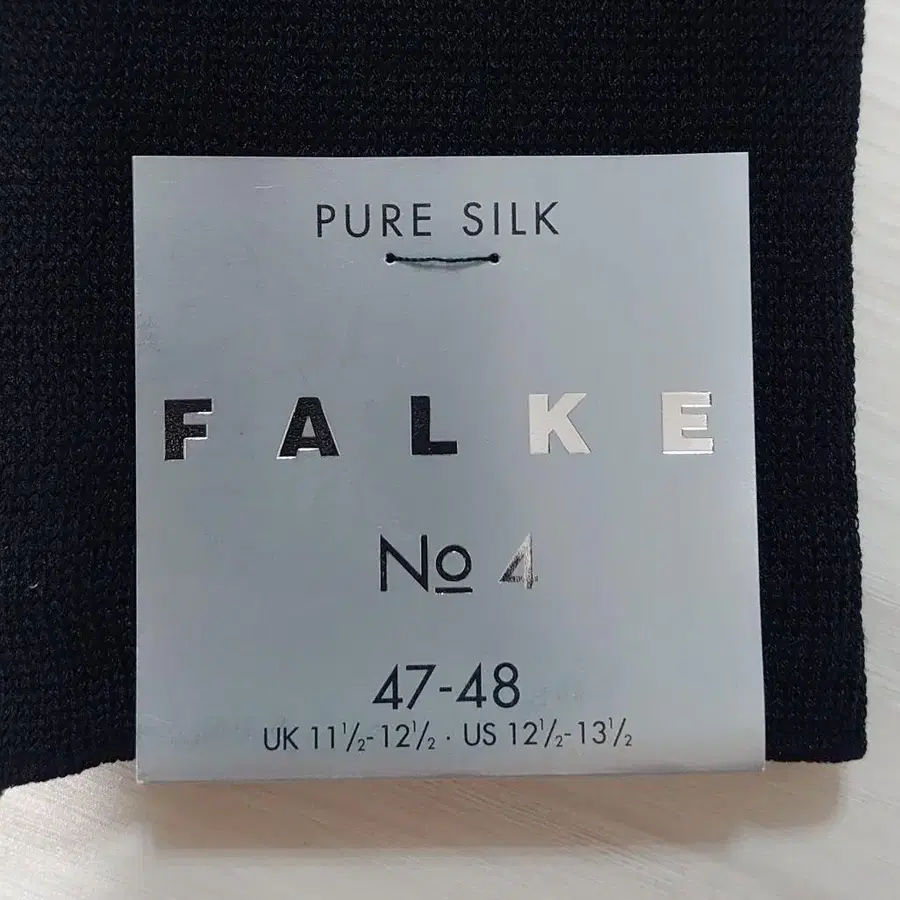 PURE SILK
FALKE
No 4
47-48
UK 11½-12½ · US 12½-13½